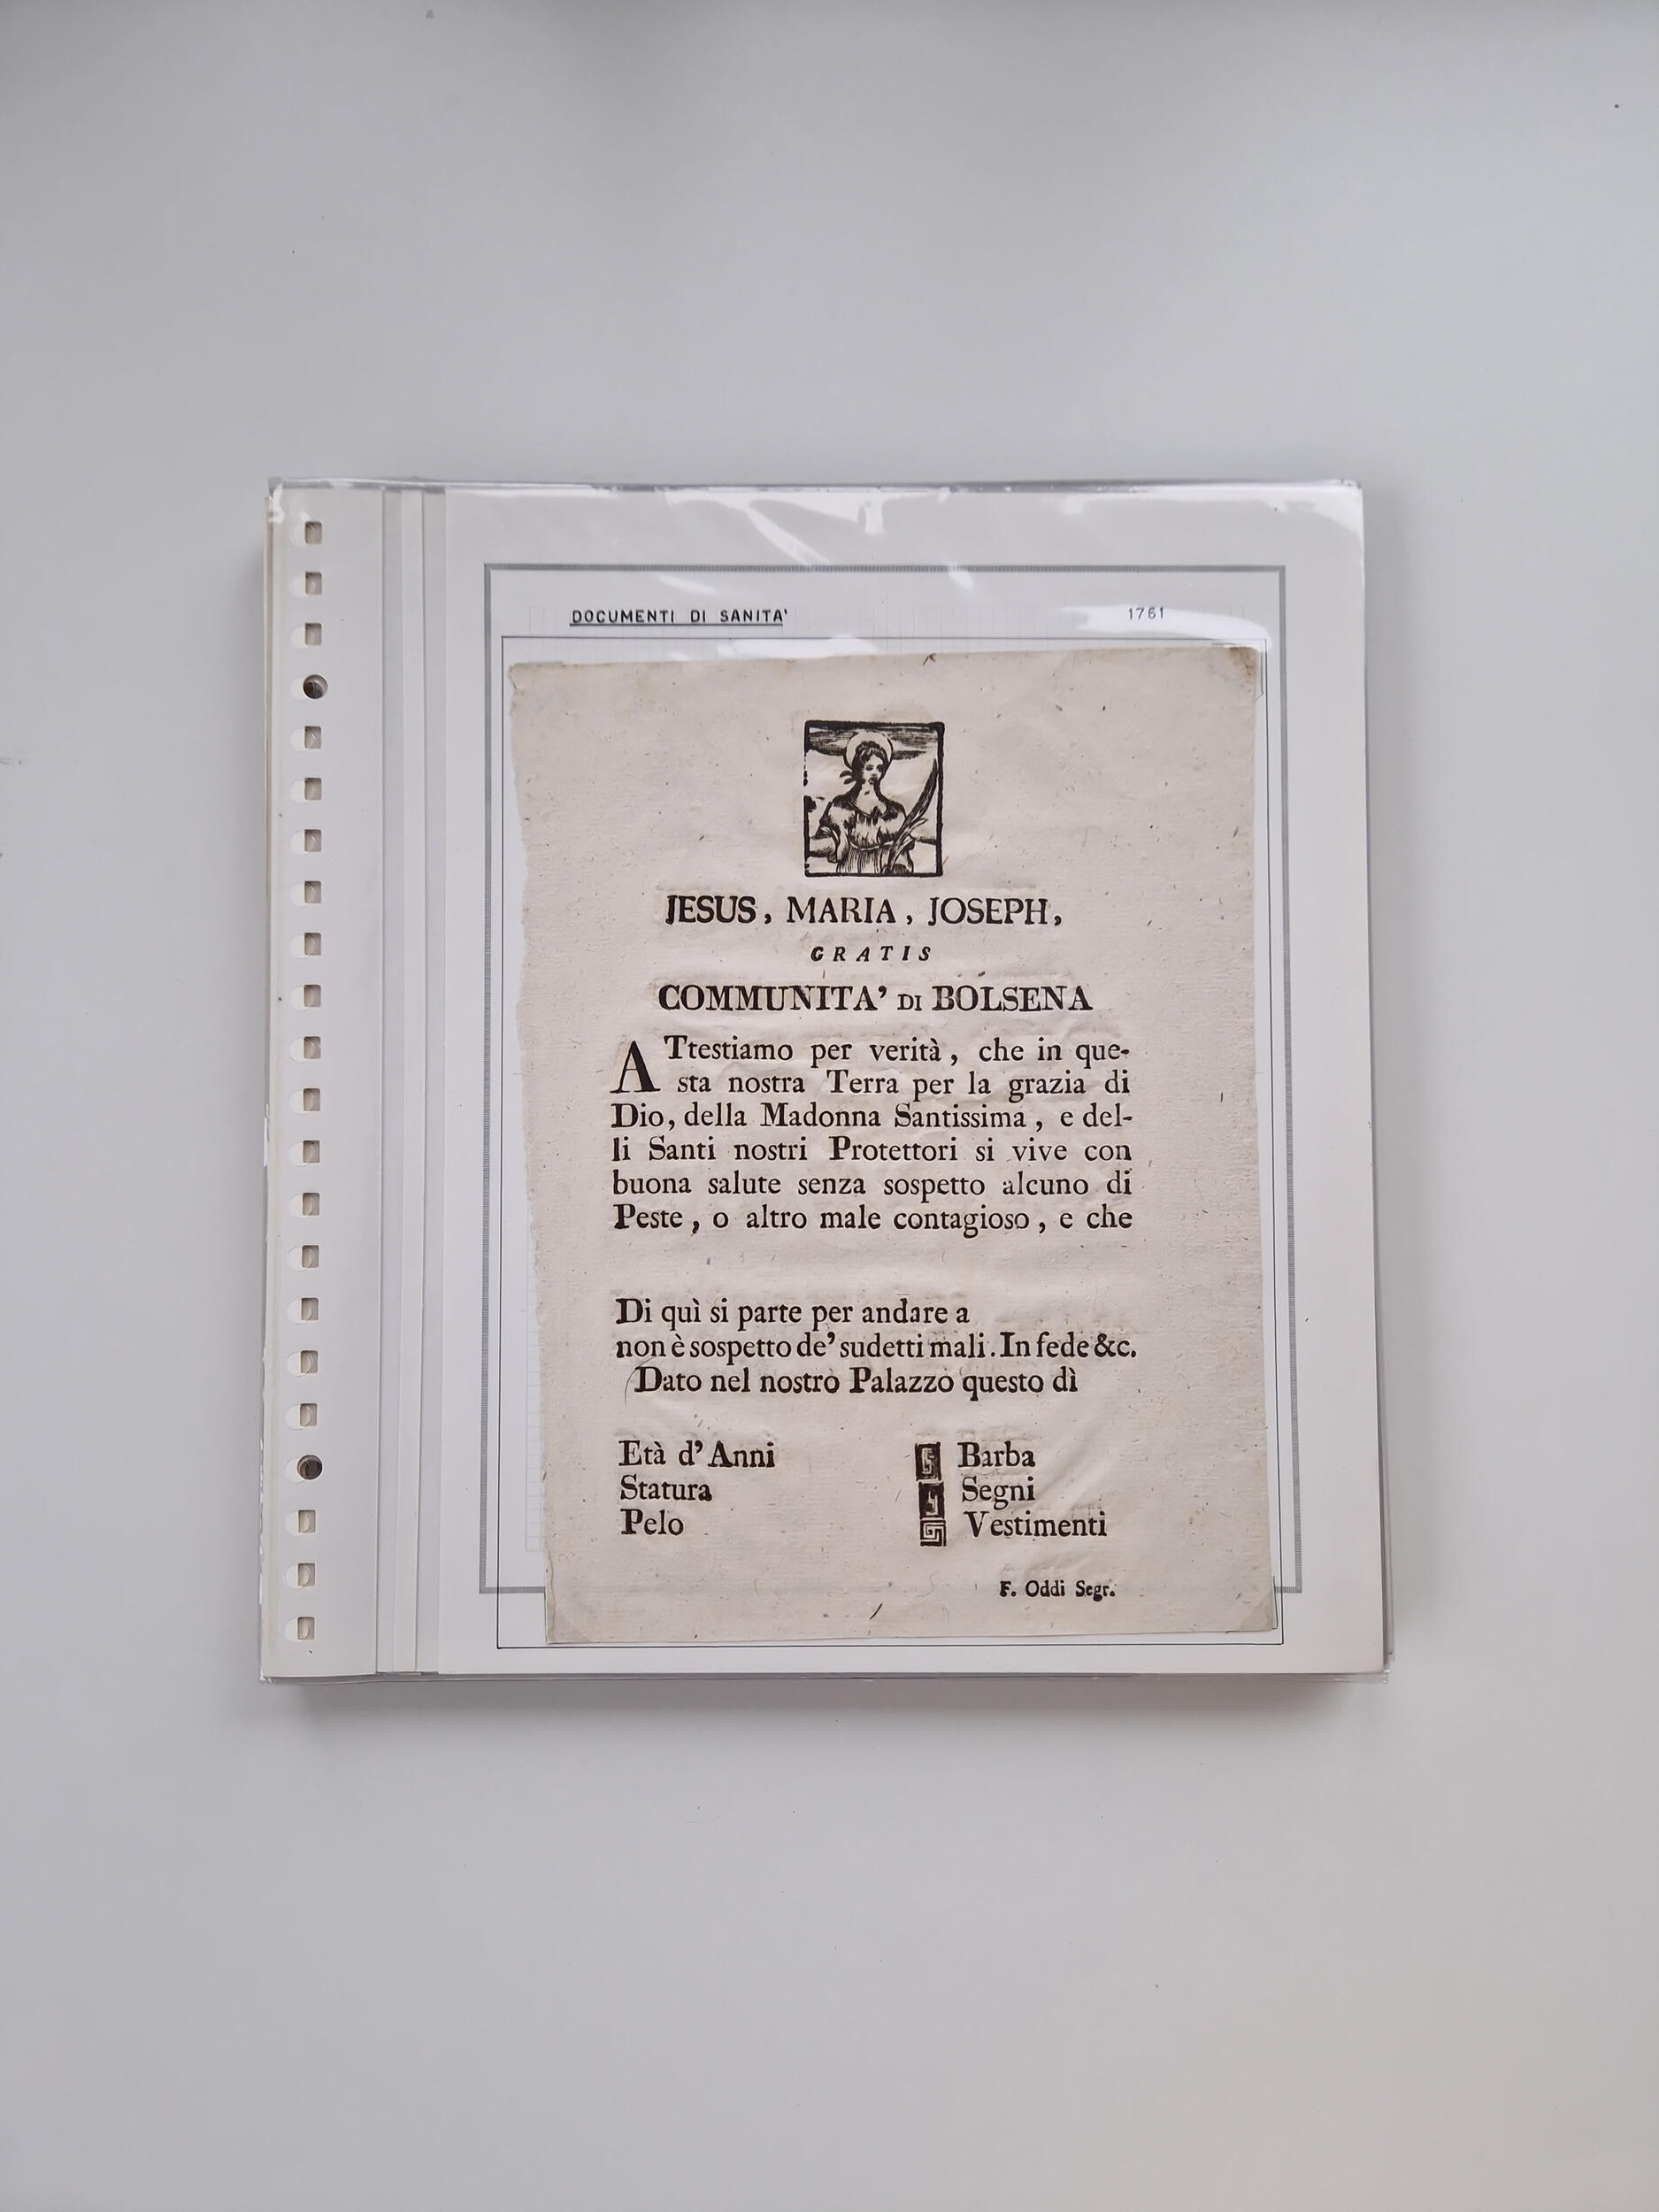 DOCUMENTI DI SANITA' 1761
JESUS, MARIA, JOSEPH,
GRATIS
COMMUNITA' DI BOLSENA
ATtestiamo per verità, che in que-
sta nostra Terra per la grazia di
Dio, della Madonna Santissima, e del-
li Santi nostri Protettori si vive con
buona salute senza sospetto alcuno di
Peste, o altro male contagioso, e che
Di quì si parte per andare a
non è sospetto de' sudetti mali. In fede &c.
Dato nel nostro Palazzo questo dì
Età d' Anni Barba
Statura Segni
Pelo Vestimenti
F. Oddi Segr.